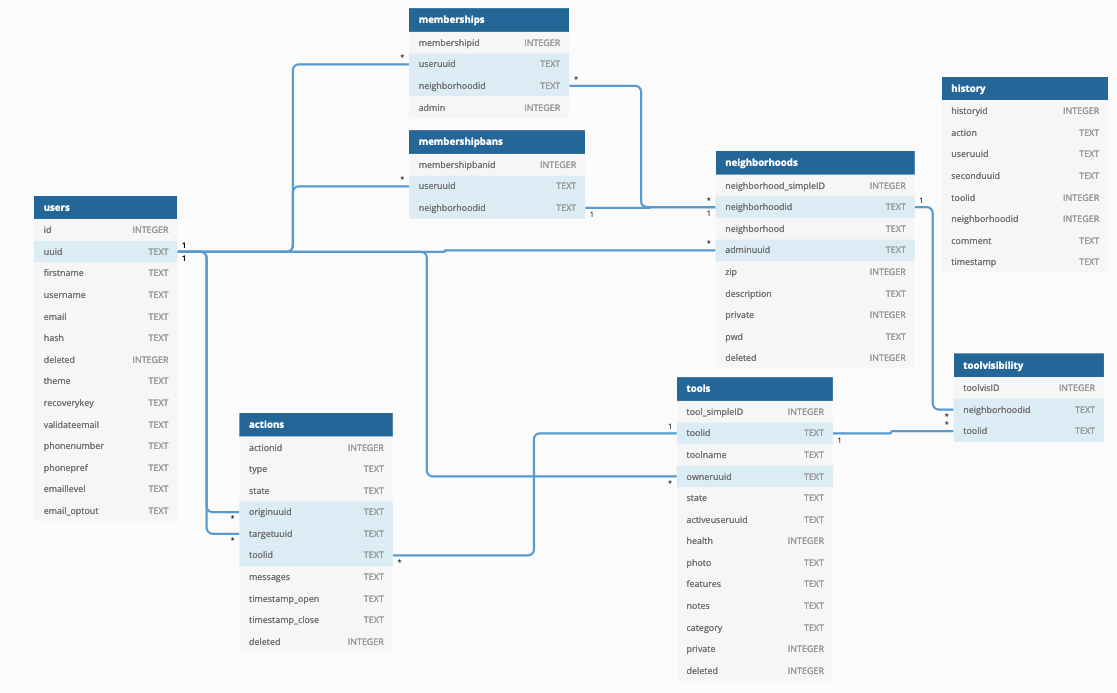 memberships
membershipid INTEGER
* useruuid TEXT
neighborhoodid TEXT *
admin INTEGER
membershipbans
membershipbanid INTEGER
* useruuid TEXT
neighborhoodid TEXT 1
history
historyid INTEGER
action TEXT
useruuid TEXT
seconduuid TEXT
toolid INTEGER
neighborhoodid INTEGER
comment TEXT
timestamp TEXT
neighborhoods
neighborhood_simpleID INTEGER
* 1 neighborhoodid TEXT 1
neighborhood TEXT
* adminuuid TEXT
zip INTEGER
description TEXT
private INTEGER
pwd TEXT
deleted INTEGER
users
id INTEGER
uuid TEXT 1 1
firstname TEXT
username TEXT
email TEXT
hash TEXT
deleted INTEGER
theme TEXT
recoverykey TEXT
validateemail TEXT
phonenumber TEXT
phonepref TEXT
emaillevel TEXT
email_optout TEXT
toolvisibility
toolvisID INTEGER
* neighborhoodid TEXT
* toolid TEXT
tools
tool_simpleID INTEGER
1 toolid TEXT 1
toolname TEXT
* owneruuid TEXT
state TEXT
activeuseruuid TEXT
health INTEGER
photo TEXT
features TEXT
notes TEXT
category TEXT
private INTEGER
deleted INTEGER
actions
actionid INTEGER
type TEXT
state TEXT
* originuuid TEXT
* targetuuid TEXT
toolid TEXT *
messages TEXT
timestamp_open TEXT
timestamp_close TEXT
deleted INTEGER